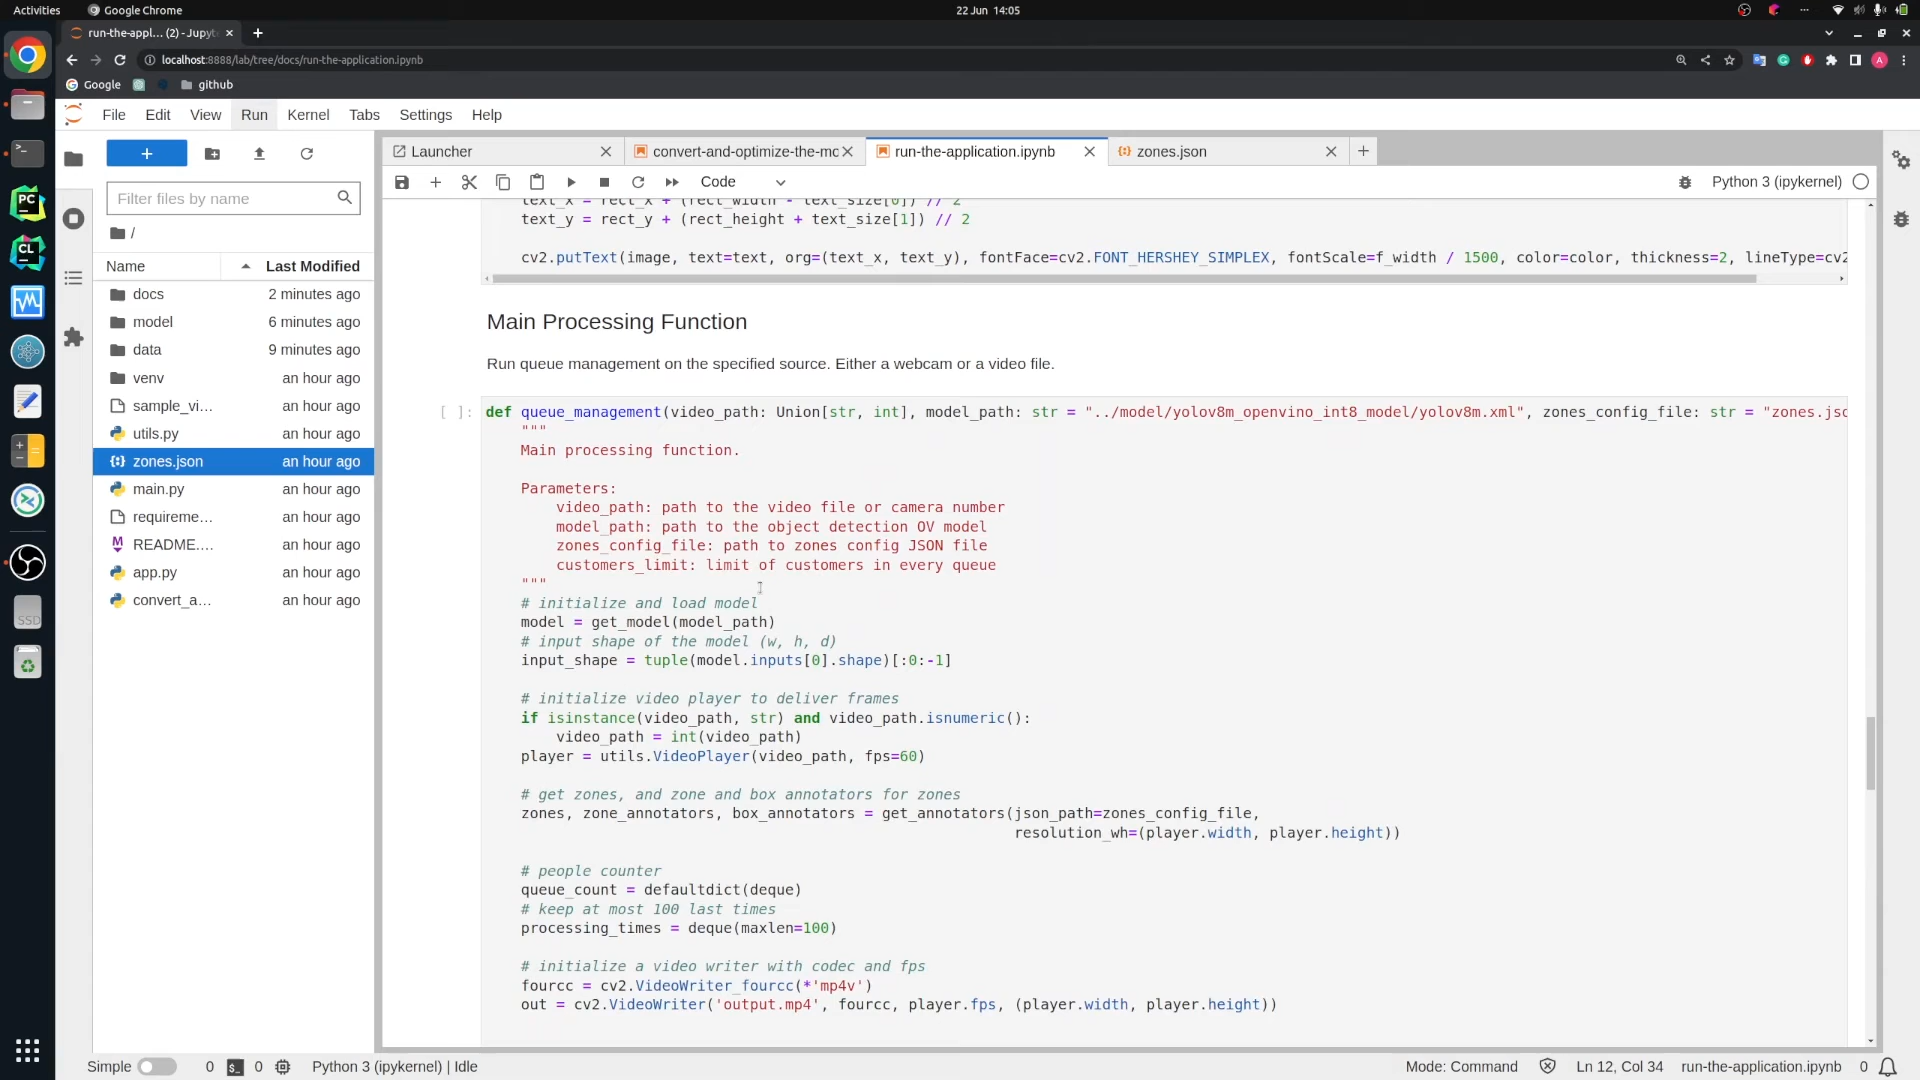 Activities
Google Chrome
22 Jun 14:05
run-the-appl… (2) - Jupyt
localhost:8888/lab/tree/docs/run-the-application.ipynb
Google
github
File Edit View Run Kernel Tabs Settings Help
Launcher
convert-and-optimize-the-mo
run-the-application.ipynb
zones.json
Filter files by name
Code
Python 3 (ipykernel)
/
Name Last Modified
docs 2 minutes ago
model 6 minutes ago
data 9 minutes ago
venv an hour ago
sample_vi… an hour ago
utils.py an hour ago
zones.json an hour ago
main.py an hour ago
requireme… an hour ago
README.… an hour ago
app.py an hour ago
convert_a… an hour ago
text_x = rect_x + (rect_width - text_size[0]) // 2
text_y = rect_y + (rect_height + text_size[1]) // 2
cv2.putText(image, text=text, org=(text_x, text_y), fontFace=cv2.FONT_HERSHEY_SIMPLEX, fontScale=f_width / 1500, color=color, thickness=2, lineType=cv2
Main Processing Function
Run queue management on the specified source. Either a webcam or a video file.
[ ]:
def queue_management(video_path: Union[str, int], model_path: str = "../model/yolov8m_openvino_int8_model/yolov8m.xml", zones_config_file: str = "zones.jso
"""
Main processing function.
Parameters:
video_path: path to the video file or camera number
model_path: path to the object detection OV model
zones_config_file: path to zones config JSON file
customers_limit: limit of customers in every queue
"""
# initialize and load model
model = get_model(model_path)
# input shape of the model (w, h, d)
input_shape = tuple(model.inputs[0].shape)[:0:-1]
# initialize video player to deliver frames
if isinstance(video_path, str) and video_path.isnumeric():
video_path = int(video_path)
player = utils.VideoPlayer(video_path, fps=60)
# get zones, and zone and box annotators for zones
zones, zone_annotators, box_annotators = get_annotators(json_path=zones_config_file,
resolution_wh=(player.width, player.height))
# people counter
queue_count = defaultdict(deque)
# keep at most 100 last times
processing_times = deque(maxlen=100)
# initialize a video writer with codec and fps
fourcc = cv2.VideoWriter_fourcc(*'mp4v')
out = cv2.VideoWriter('output.mp4', fourcc, player.fps, (player.width, player.height))
PC
CL
SSD
Simple 0 0 Python 3 (ipykernel) | Idle
Mode: Command Ln 12, Col 34 run-the-application.ipynb 0